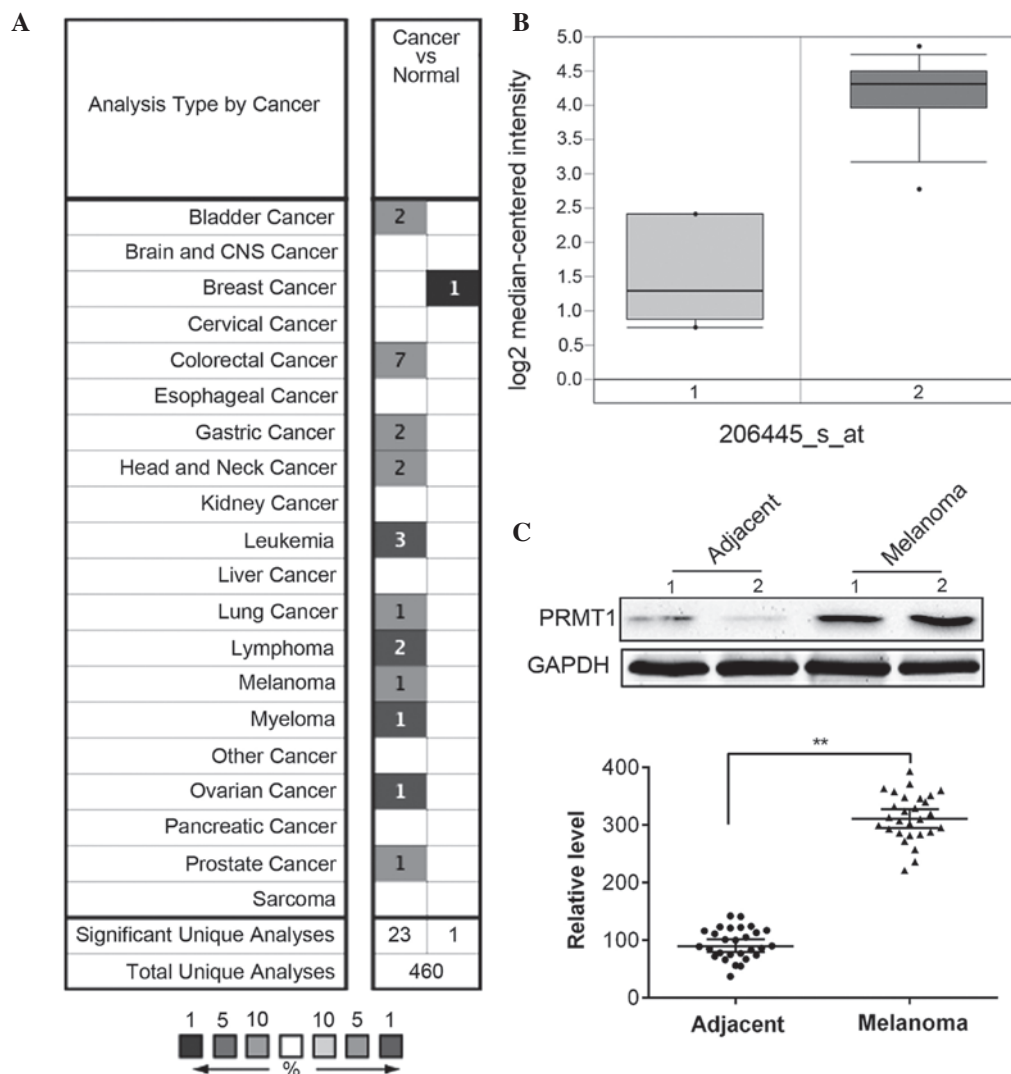 A
Analysis Type by Cancer
Cancer
vs
Normal
Bladder Cancer 2
Brain and CNS Cancer
Breast Cancer 1
Cervical Cancer
Colorectal Cancer 7
Esophageal Cancer
Gastric Cancer 2
Head and Neck Cancer 2
Kidney Cancer
Leukemia 3
Liver Cancer
Lung Cancer 1
Lymphoma 2
Melanoma 1
Myeloma 1
Other Cancer
Ovarian Cancer 1
Pancreatic Cancer
Prostate Cancer 1
Sarcoma
Significant Unique Analyses 23 1
Total Unique Analyses 460
1 5 10 10 5 1
%
B
log2 median-centered intensity
5.0
4.5
4.0
3.5
3.0
2.5
2.0
1.5
1.0
0.5
0.0
1 2
206445_s_at
C
Adjacent Melanoma
1 2 1 2
PRMT1
GAPDH
**
Relative level
400
300
200
100
0
Adjacent Melanoma